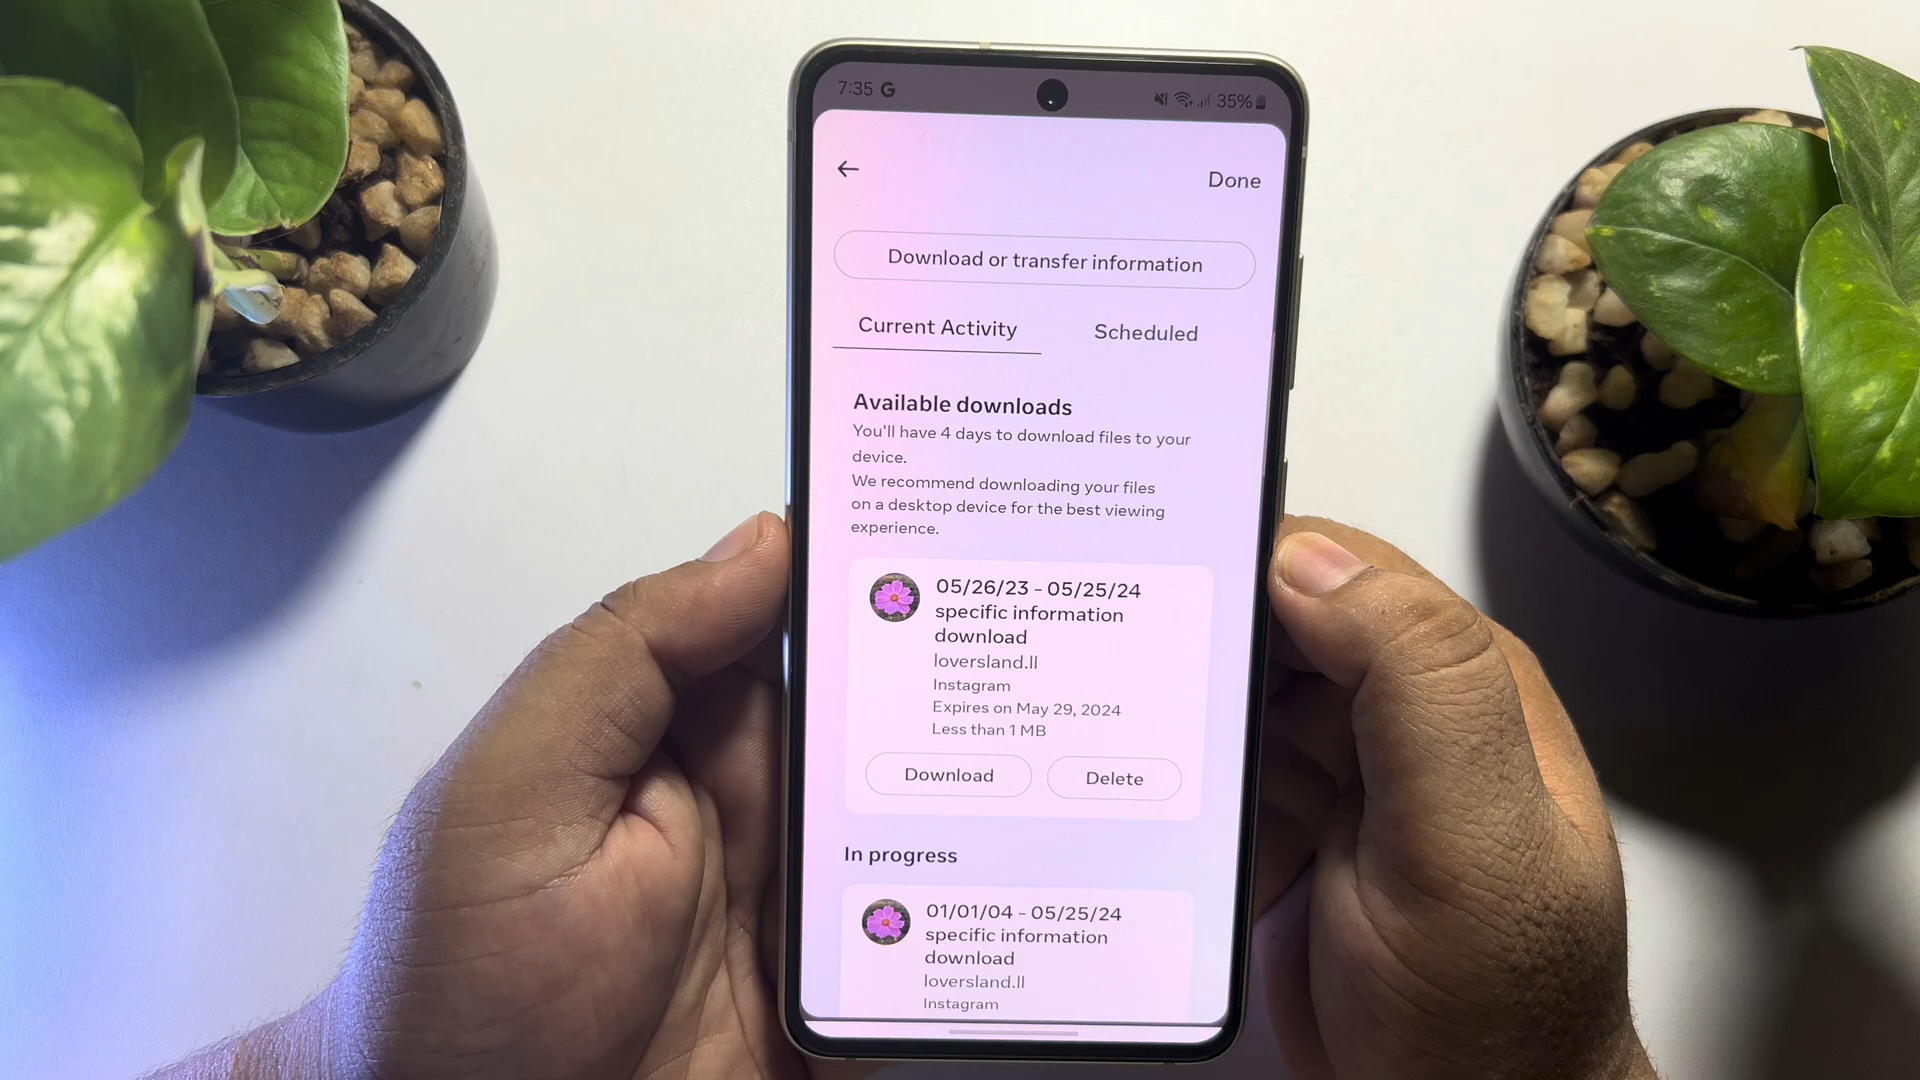 7:35 G
35%
Done
Download or transfer information
Current Activity
Scheduled
Available downloads
You'll have 4 days to download files to your
device.
We recommend downloading your files
on a desktop device for the best viewing
experience.
05/26/23 - 05/25/24
specific information
download
loversland.ll
Instagram
Expires on May 29, 2024
Less than 1 MB
Download
Delete
In progress
01/01/04 - 05/25/24
specific information
download
loversland.ll
Instagram